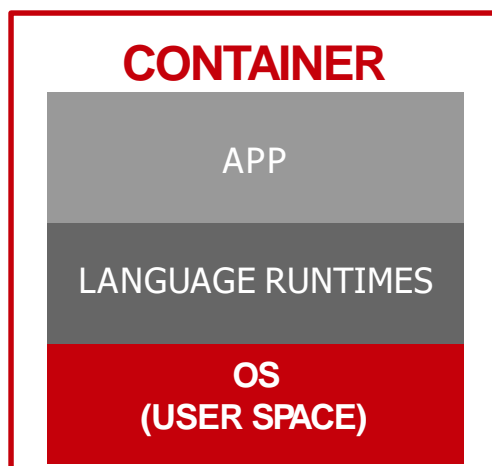 CONTAINER
APP
LANGUAGE RUNTIMES
OS
(USER SPACE)